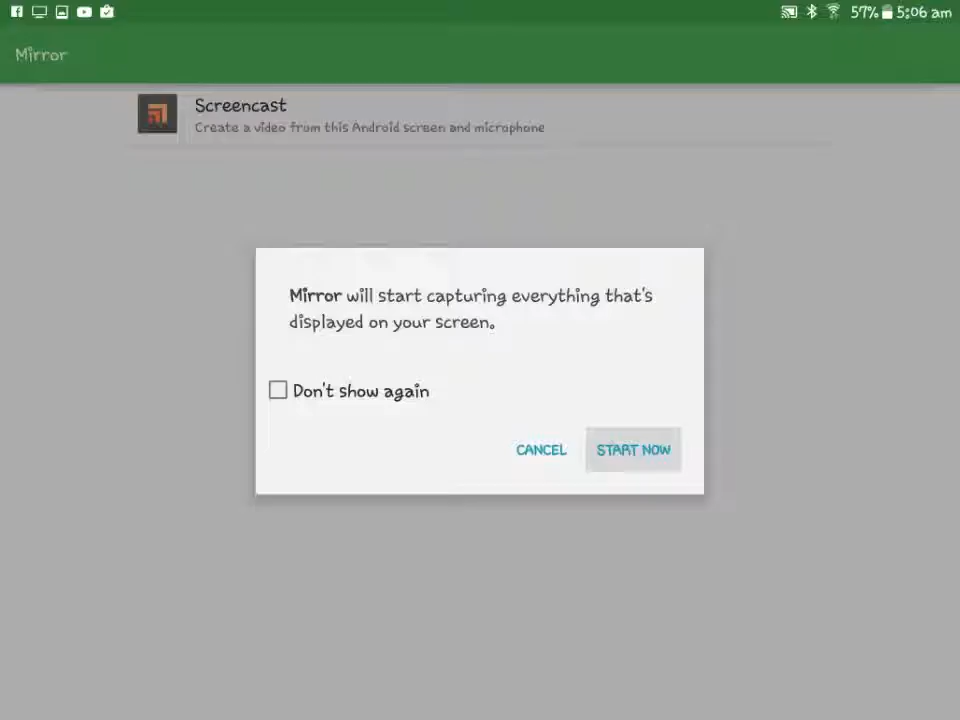 57% 5:06 am
Mirror
Screencast
Create a video from this Android screen and microphone
Mirror will start capturing everything that's
displayed on your screen.
Don't show again
CANCEL START NOW